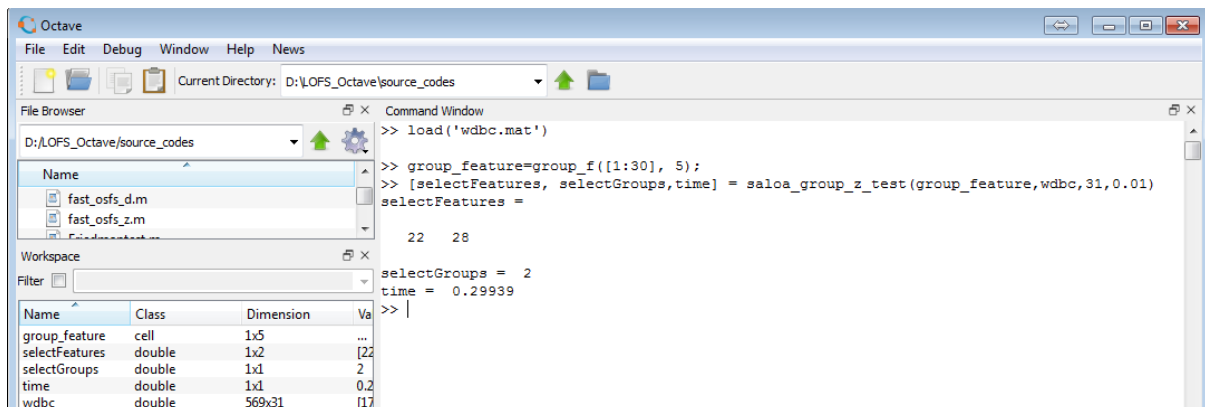 Octave
File Edit Debug Window Help News
Current Directory: D:\LOFS_Octave\source_codes
File Browser
D:/LOFS_Octave/source_codes
Name
fast_osfs_d.m
fast_osfs_z.m
Workspace
Filter
Name Class Dimension Va
group_feature cell 1x5 ...
selectFeatures double 1x2 [22
selectGroups double 1x1 2
time double 1x1 0.2
wdbc double 569x31 [17
Command Window
>> load('wdbc.mat')
>> group_feature=group_f([1:30], 5);
>> [selectFeatures, selectGroups,time] = saloa_group_z_test(group_feature,wdbc,31,0.01)
selectFeatures =
22 28
selectGroups = 2
time = 0.29939
>>